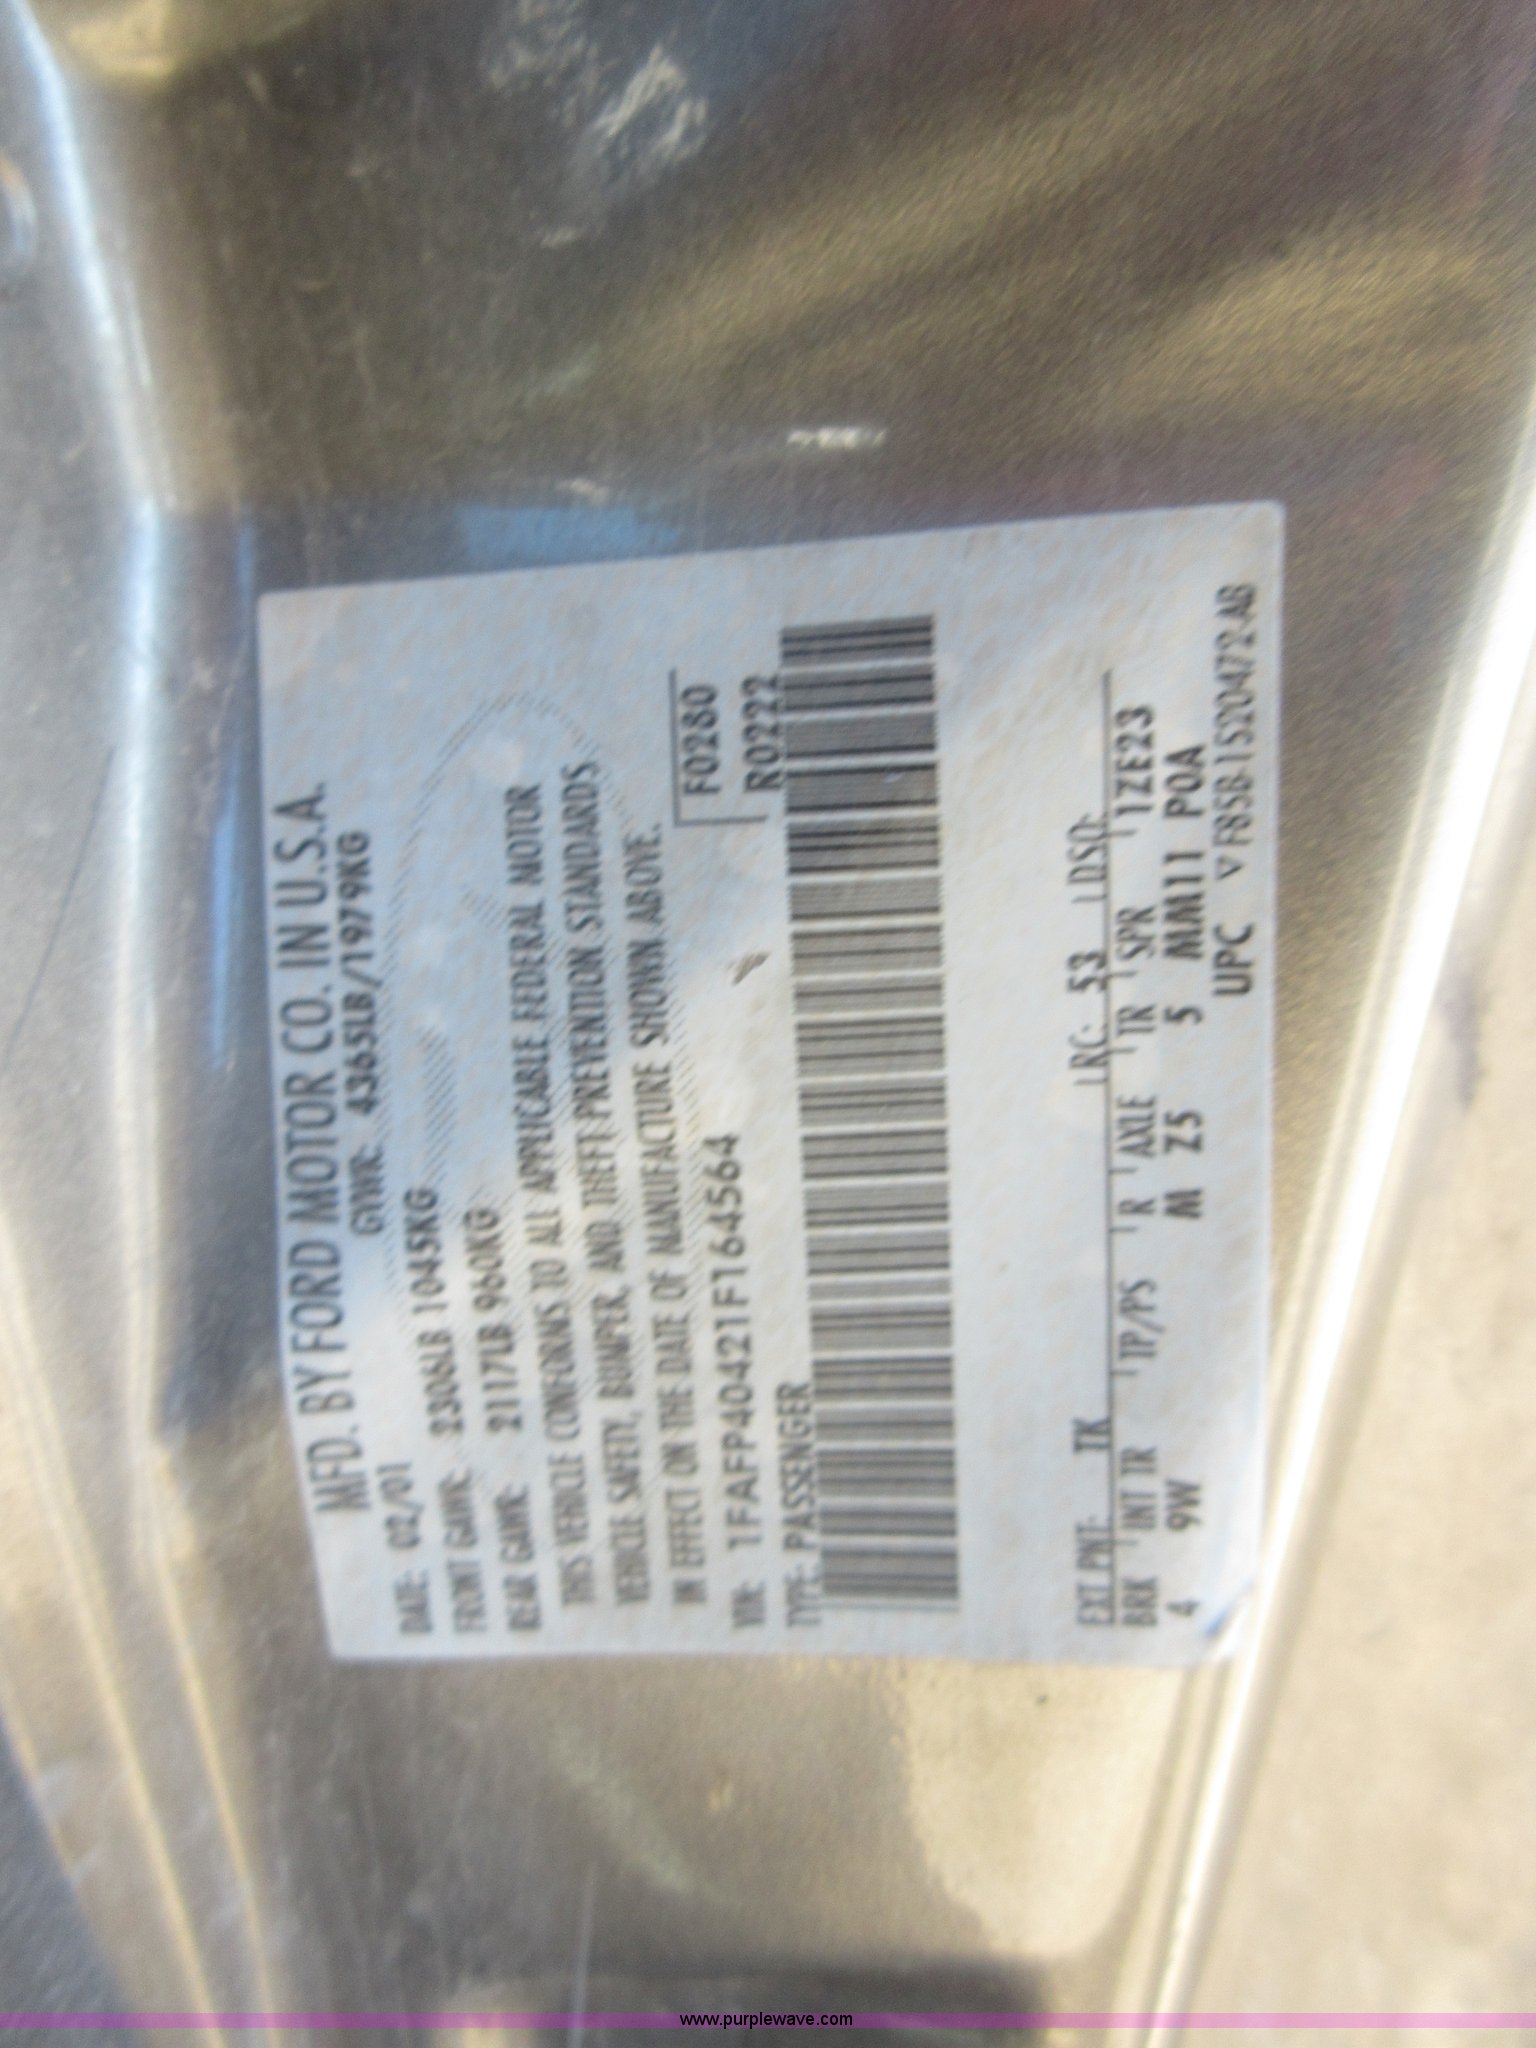 MFD. BY FORD MOTOR CO. IN U.S.A.
DATE: 02/01 GVWR: 4365LB/1979KG
FRONT GAWR: 2306LB 1045KG
REAR GAWR: 2117LB 960KG
THIS VEHICLE CONFORMS TO ALL APPLICABLE FEDERAL MOTOR
VEHICLE SAFETY, BUMPER, AND THEFT PREVENTION STANDARDS
IN EFFECT ON THE DATE OF MANUFACTURE SHOWN ABOVE.
VIN: 1FAFP40421F164564 F0280
TYPE: PASSENGER R0222
EXT PNT: TK RC: 53 DSO:
BRK INT TR TP/PS R AXLE TR SPR 1ZE23
4 9W M Z5 5 MM11 P0A
UPC ▽ F85B-1520472-AB
www.purplewave.com